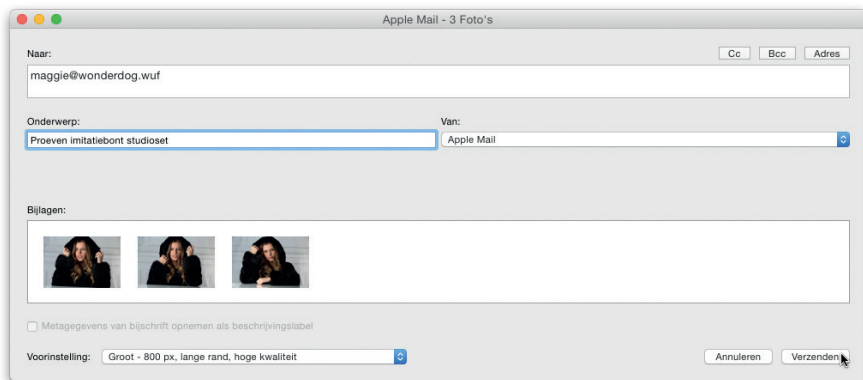 Apple Mail - 3 Foto's
Naar:
Cc Bcc Adres
maggie@wonderdog.wuf
Onderwerp: Van:
Proeven imitatiebont studioset Apple Mail
Bijlagen:
Metagegevens van bijschrift opnemen als beschrijvingslabel
Voorinstelling: Groot - 800 px, lange rand, hoge kwaliteit Annuleren Verzenden